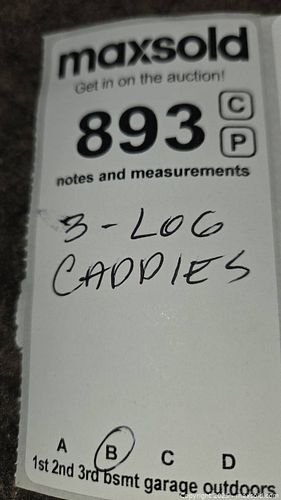 maxsold
Get in on the auction!
893
C
P
notes and measurements
3-LOG
CADDIES
A B C D
1st 2nd 3rd bsmt garage outdoors